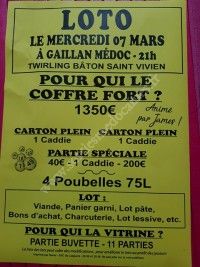 LOTO
LE MERCREDI 07 MARS
À GAILLAN MÉDOC - 21h
TWIRLING BÂTON SAINT VIVIEN
POUR QUI LE
COFFRE FORT ?
1350€
Animé
par James !
CARTON PLEIN CARTON PLEIN
1 Caddie 1 Caddie
PARTIE SPÉCIALE
40€ - 1 Caddie - 200€
4 Poubelles 75L
LOT :
Viande, Panier garni, Lot pâte,
Bons d'achat, Charcuterie, Lot lessive, etc.
POUR QUI LA VITRINE ?
PARTIE BUVETTE - 11 PARTIES